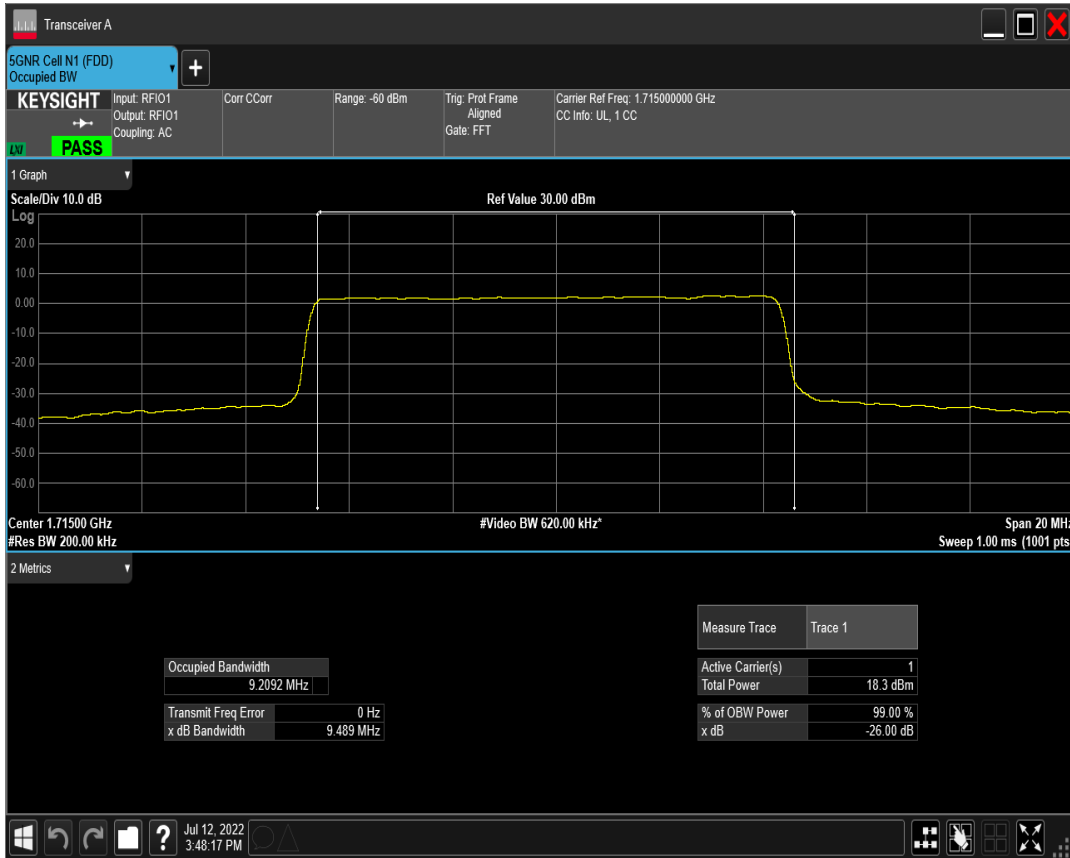 Transceiver A
5GNR Cell N1 (FDD)
Occupied BW
+
KEYSIGHT
LXI
PASS
Input: RFIO1
Output: RFIO1
Coupling: AC
Corr CCorr
Range: -60 dBm
Trig: Prot Frame
Aligned
Gate: FFT
Carrier Ref Freq: 1.715000000 GHz
CC Info: UL, 1 CC
1 Graph
Scale/Div 10.0 dB
Ref Value 30.00 dBm
Log
20.0
10.0
0.00
-10.0
-20.0
-30.0
-40.0
-50.0
-60.0
Center 1.71500 GHz
#Video BW 620.00 kHz*
Span 20 MHz
#Res BW 200.00 kHz
Sweep 1.00 ms (1001 pts
2 Metrics
Measure Trace Trace 1
Occupied Bandwidth
9.2092 MHz
Active Carrier(s) 1
Total Power 18.3 dBm
Transmit Freq Error 0 Hz
x dB Bandwidth 9.489 MHz
% of OBW Power 99.00 %
x dB -26.00 dB
?
Jul 12, 2022
3:48:17 PM